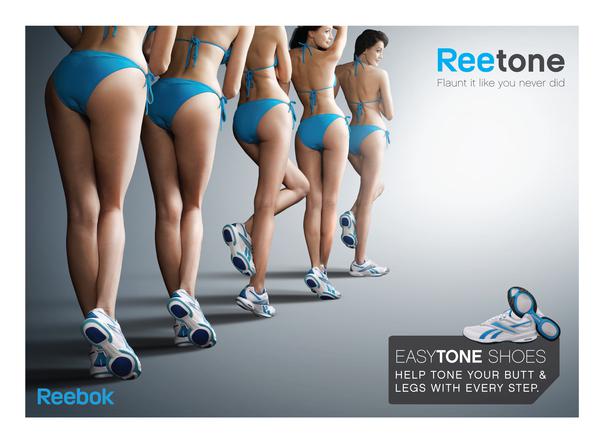 Reetone
Flaunt it like you never did
EASYTONE SHOES
HELP TONE YOUR BUTT &
LEGS WITH EVERY STEP.
Reebok